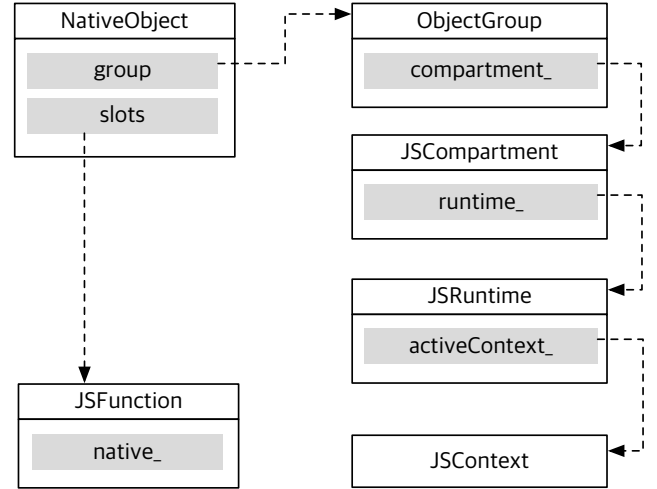 NativeObject
group
slots
ObjectGroup
compartment_
JSCompartment
runtime_
JSRuntime
activeContext_
JSFunction
native_
JSContext